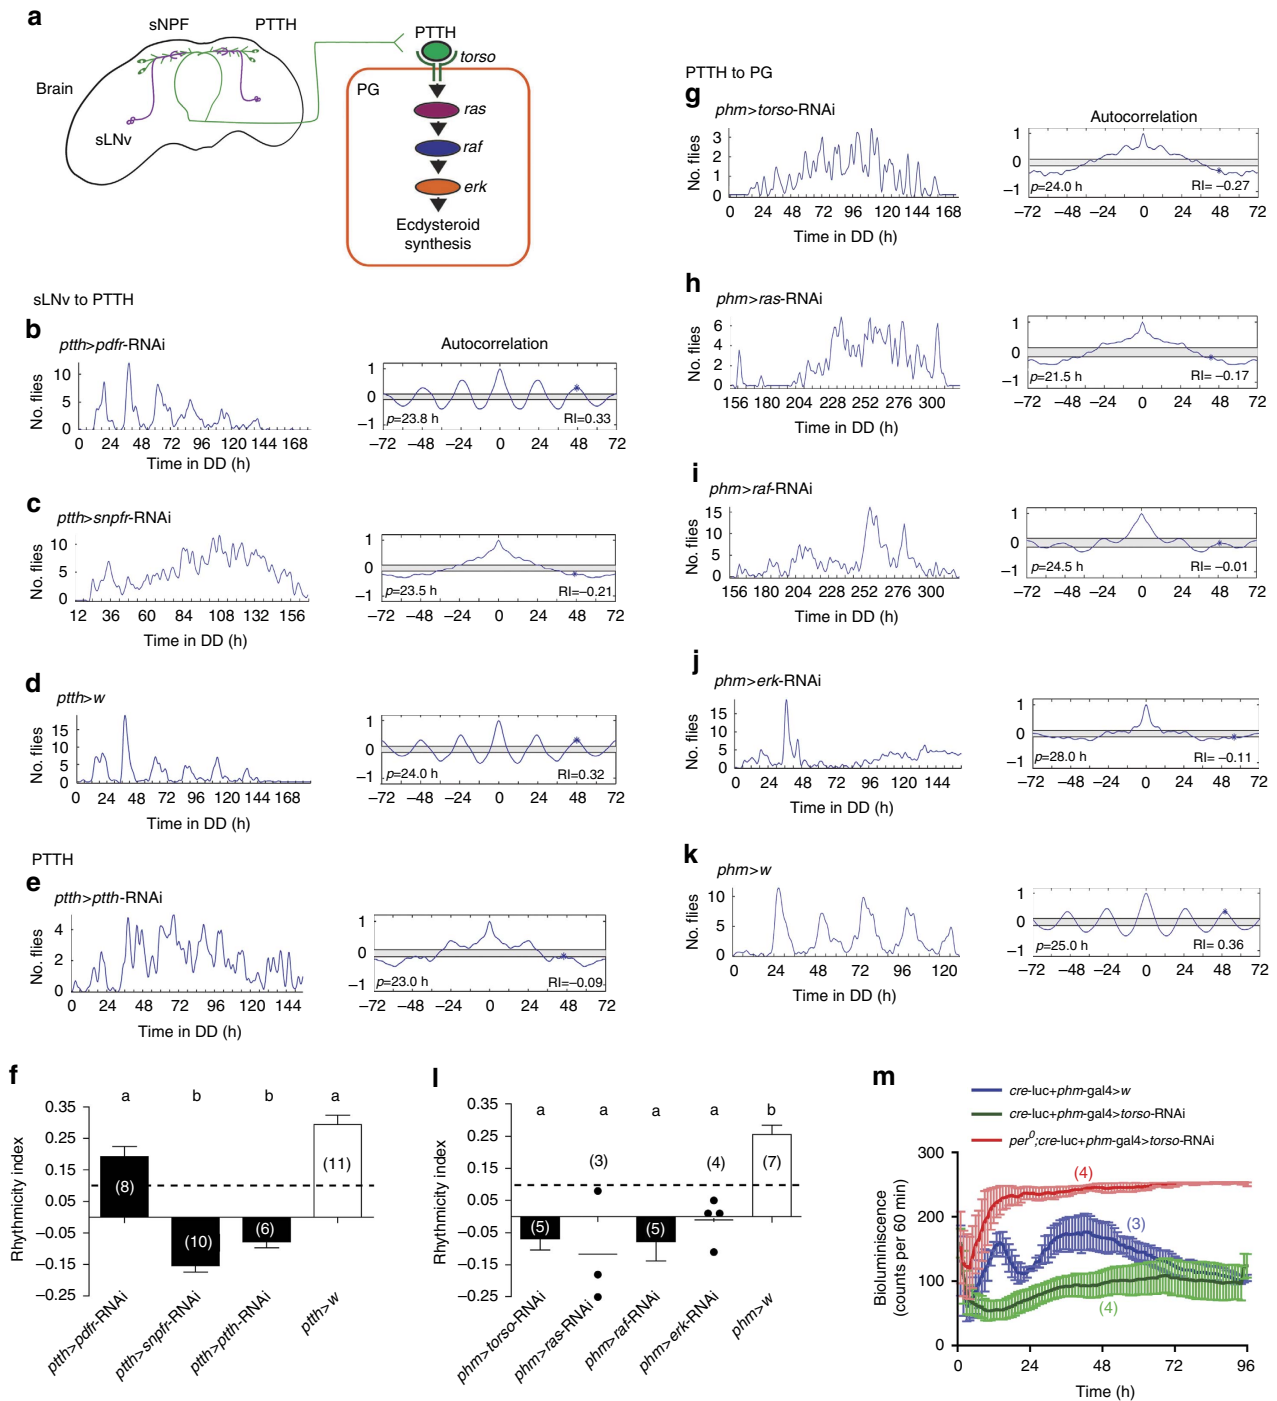 a
sNPF PTTH
Brain
sLNv
PTTH
torso
PG
ras
raf
erk
Ecdysteroid
synthesis
sLNv to PTTH
b
ptth>pdfr-RNAi
No. flies
10
5
0
0 24 48 72 96 120 144 168
Time in DD (h)
Autocorrelation
1
0
−1
p=23.8 h RI=0.33
−72 −48 −24 0 24 48 72
c
ptth>snpfr-RNAi
No. flies
10
5
0
12 36 60 84 108 132 156
Time in DD (h)
1
0
−1
p=23.5 h RI=−0.21
−72 −48 −24 0 24 48 72
d
ptth>w
No. flies
15
10
5
0
0 24 48 72 96 120 144 168
Time in DD (h)
1
0
−1
p=24.0 h RI=0.32
−72 −48 −24 0 24 48 72
PTTH
e
ptth>ptth-RNAi
No. flies
4
2
0
0 24 48 72 96 120 144
Time in DD (h)
1
0
−1
p=23.0 h RI=−0.09
−72 −48 −24 0 24 48 72
f
Rhythmicity index
0.35
0.25
0.15
0.05
−0.05
−0.15
−0.25
a b b a
(8) (10) (6) (11)
ptth>pdfr-RNAi
ptth>snpfr-RNAi
ptth>ptth-RNAi
ptth>w
PTTH to PG
g
phm>torso-RNAi
No. flies
3
2
1
0
0 24 48 72 96 120 144 168
Time in DD (h)
Autocorrelation
1
0
−1
p=24.0 h RI= −0.27
−72 −48 −24 0 24 48 72
h
phm>ras-RNAi
No. flies
6
4
2
0
156 180 204 228 252 276 300
Time in DD (h)
1
0
−1
p=21.5 h RI= −0.17
−72 −48 −24 0 24 48 72
i
phm>raf-RNAi
No. flies
15
10
5
0
156 180 204 228 252 276 300
Time in DD (h)
1
0
−1
p=24.5 h RI= −0.01
−72 −48 −24 0 24 48 72
j
phm>erk-RNAi
No. flies
15
10
5
0
0 24 48 72 96 120 144
Time in DD (h)
1
0
−1
p=28.0 h RI= −0.11
−72 −48 −24 0 24 48 72
k
phm>w
No. flies
10
5
0
0 24 48 72 96 120
Time in DD (h)
1
0
−1
p=25.0 h RI= 0.36
−72 −48 −24 0 24 48 72
l
Rhythmicity index
0.35
0.25
0.15
0.05
−0.05
−0.15
−0.25
a a a a b
(5) (3) (5) (4) (7)
phm>torso-RNAi
phm>ras-RNAi
phm>raf-RNAi
phm>erk-RNAi
phm>w
m
cre-luc+phm-gal4>w
cre-luc+phm-gal4>torso-RNAi
per0;cre-luc+phm-gal4>torso-RNAi
Bioluminiscence
(counts per 60 min)
300
200
100
0
(4)
(3)
(4)
0 24 48 72 96
Time (h)